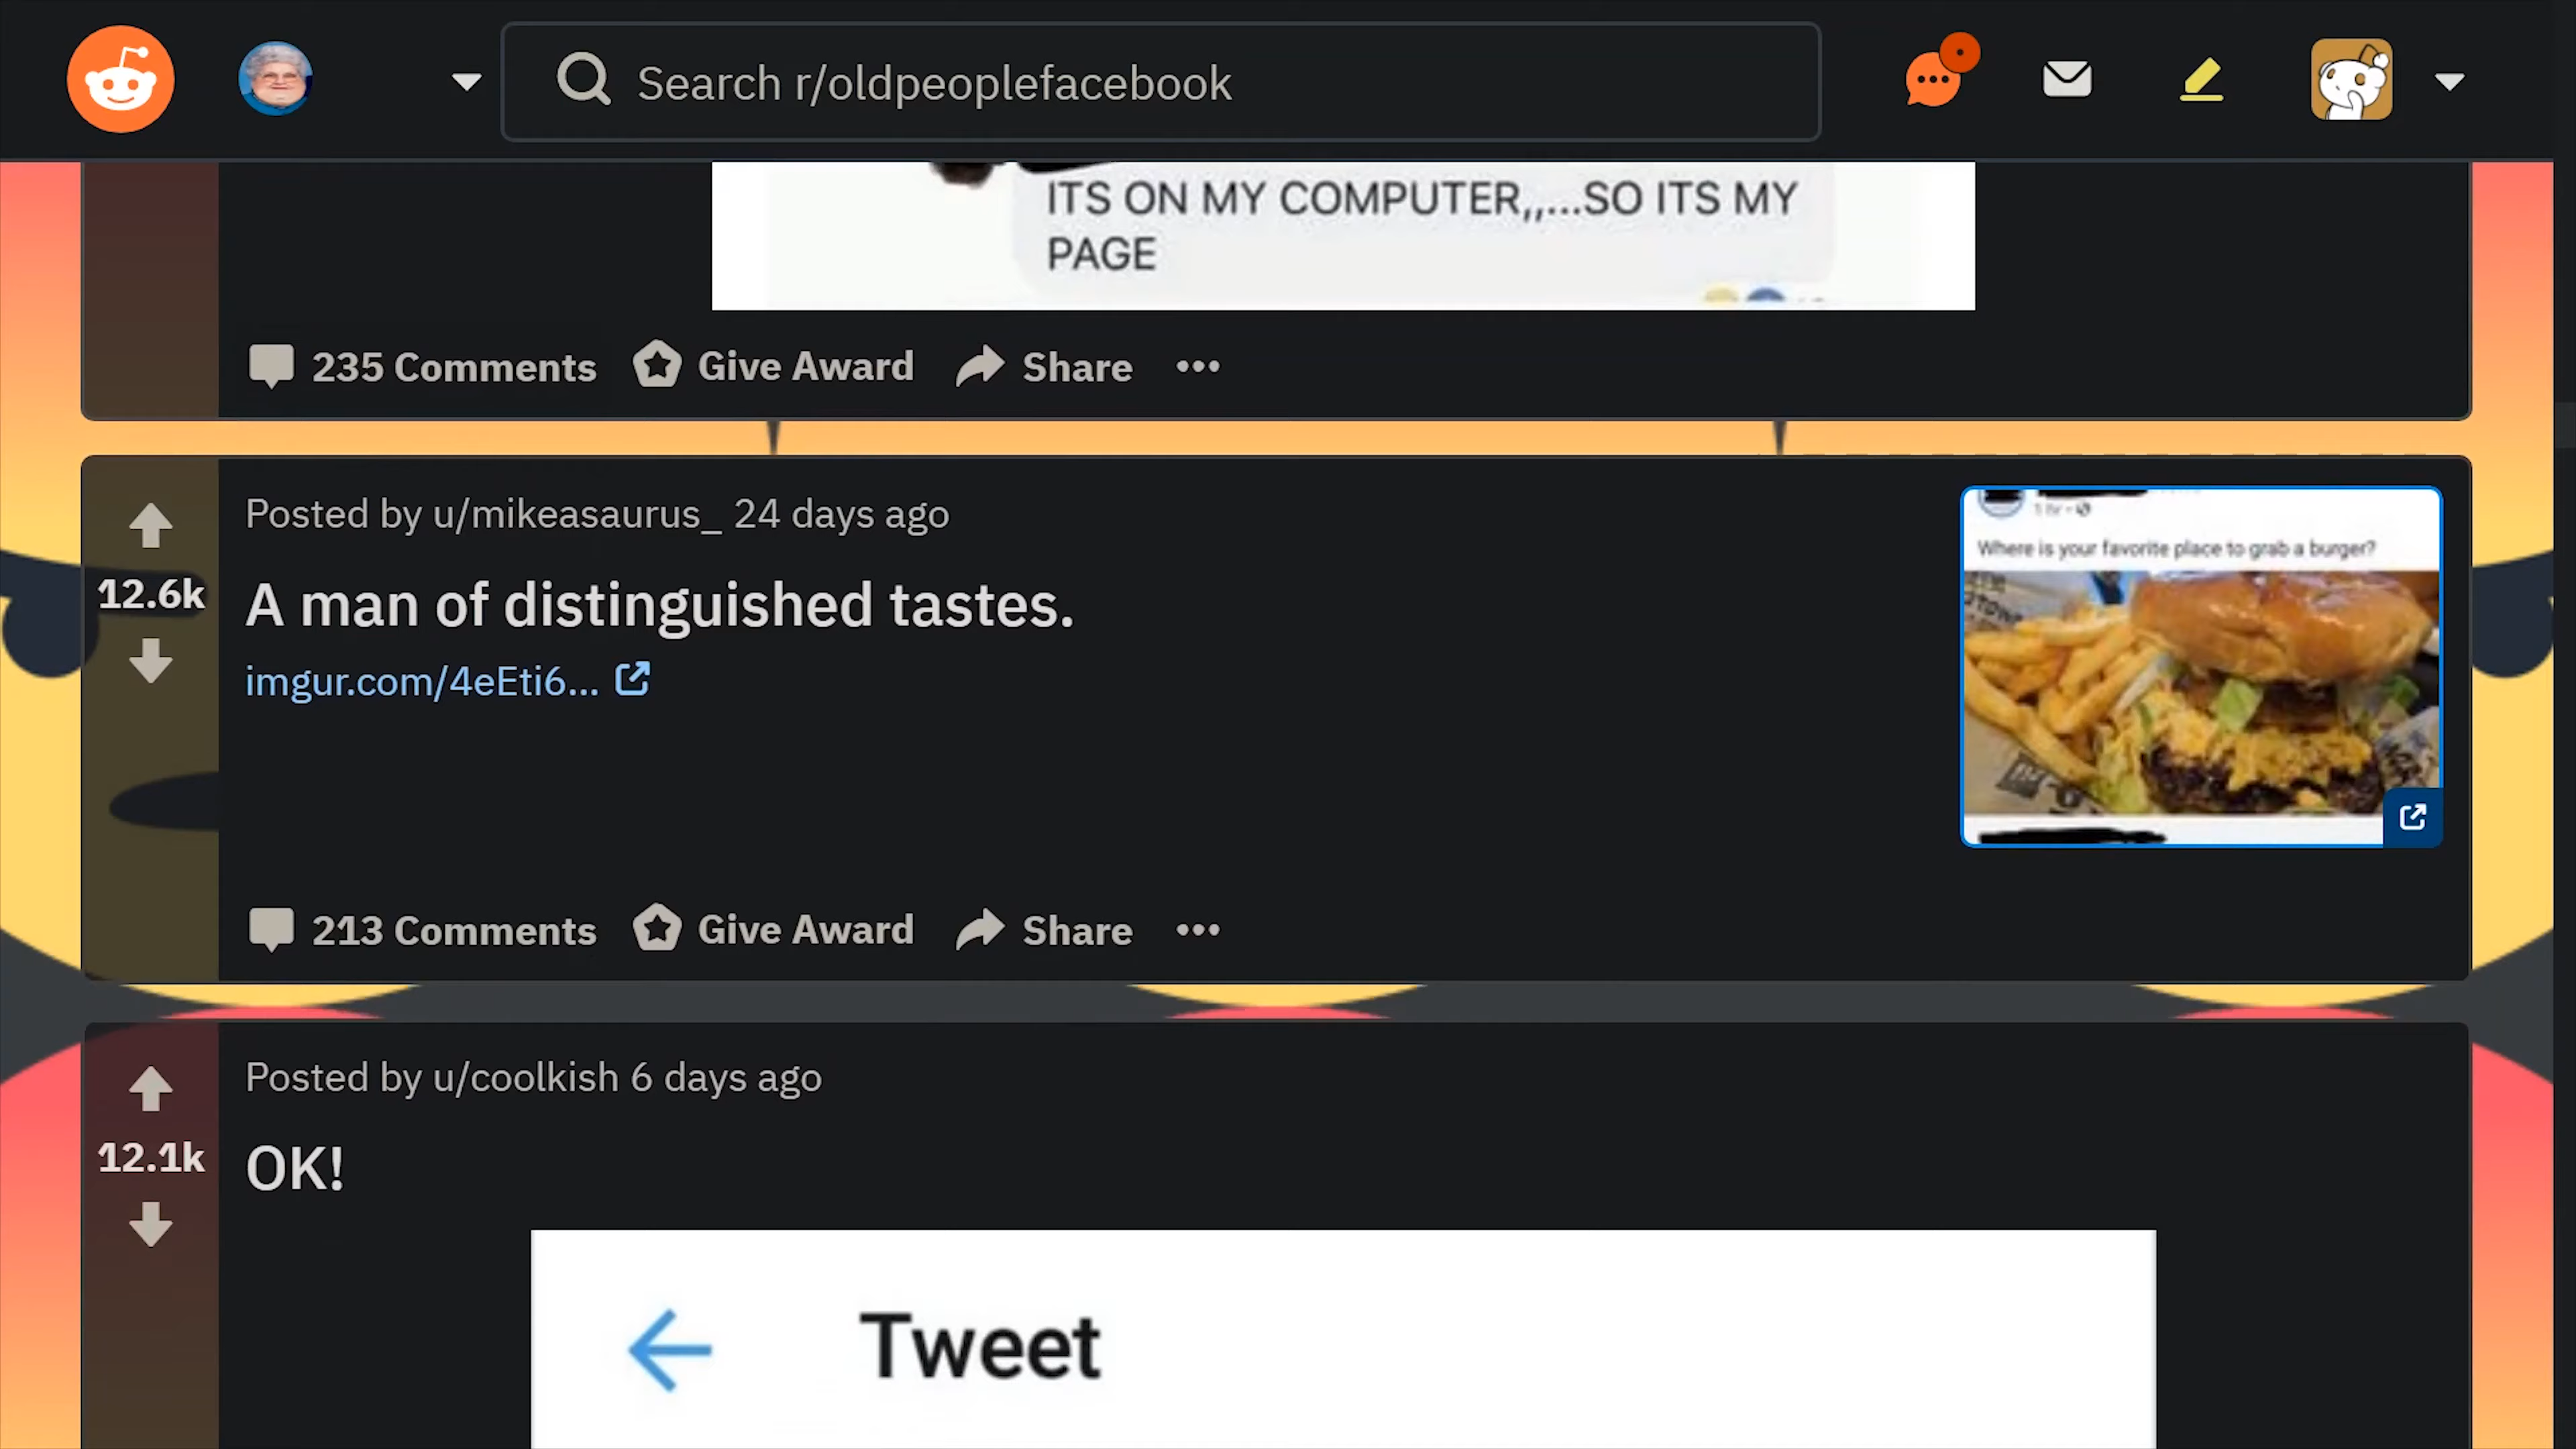 Search r/oldpeoplefacebook
ITS ON MY COMPUTER,,...SO ITS MY
PAGE
235 Comments Give Award Share
Posted by u/mikeasaurus_ 24 days ago
12.6k
A man of distinguished tastes.
imgur.com/4eEti6...
1 hr
Where is your favorite place to grab a burger?
213 Comments Give Award Share
Posted by u/coolkish 6 days ago
12.1k
OK!
Tweet